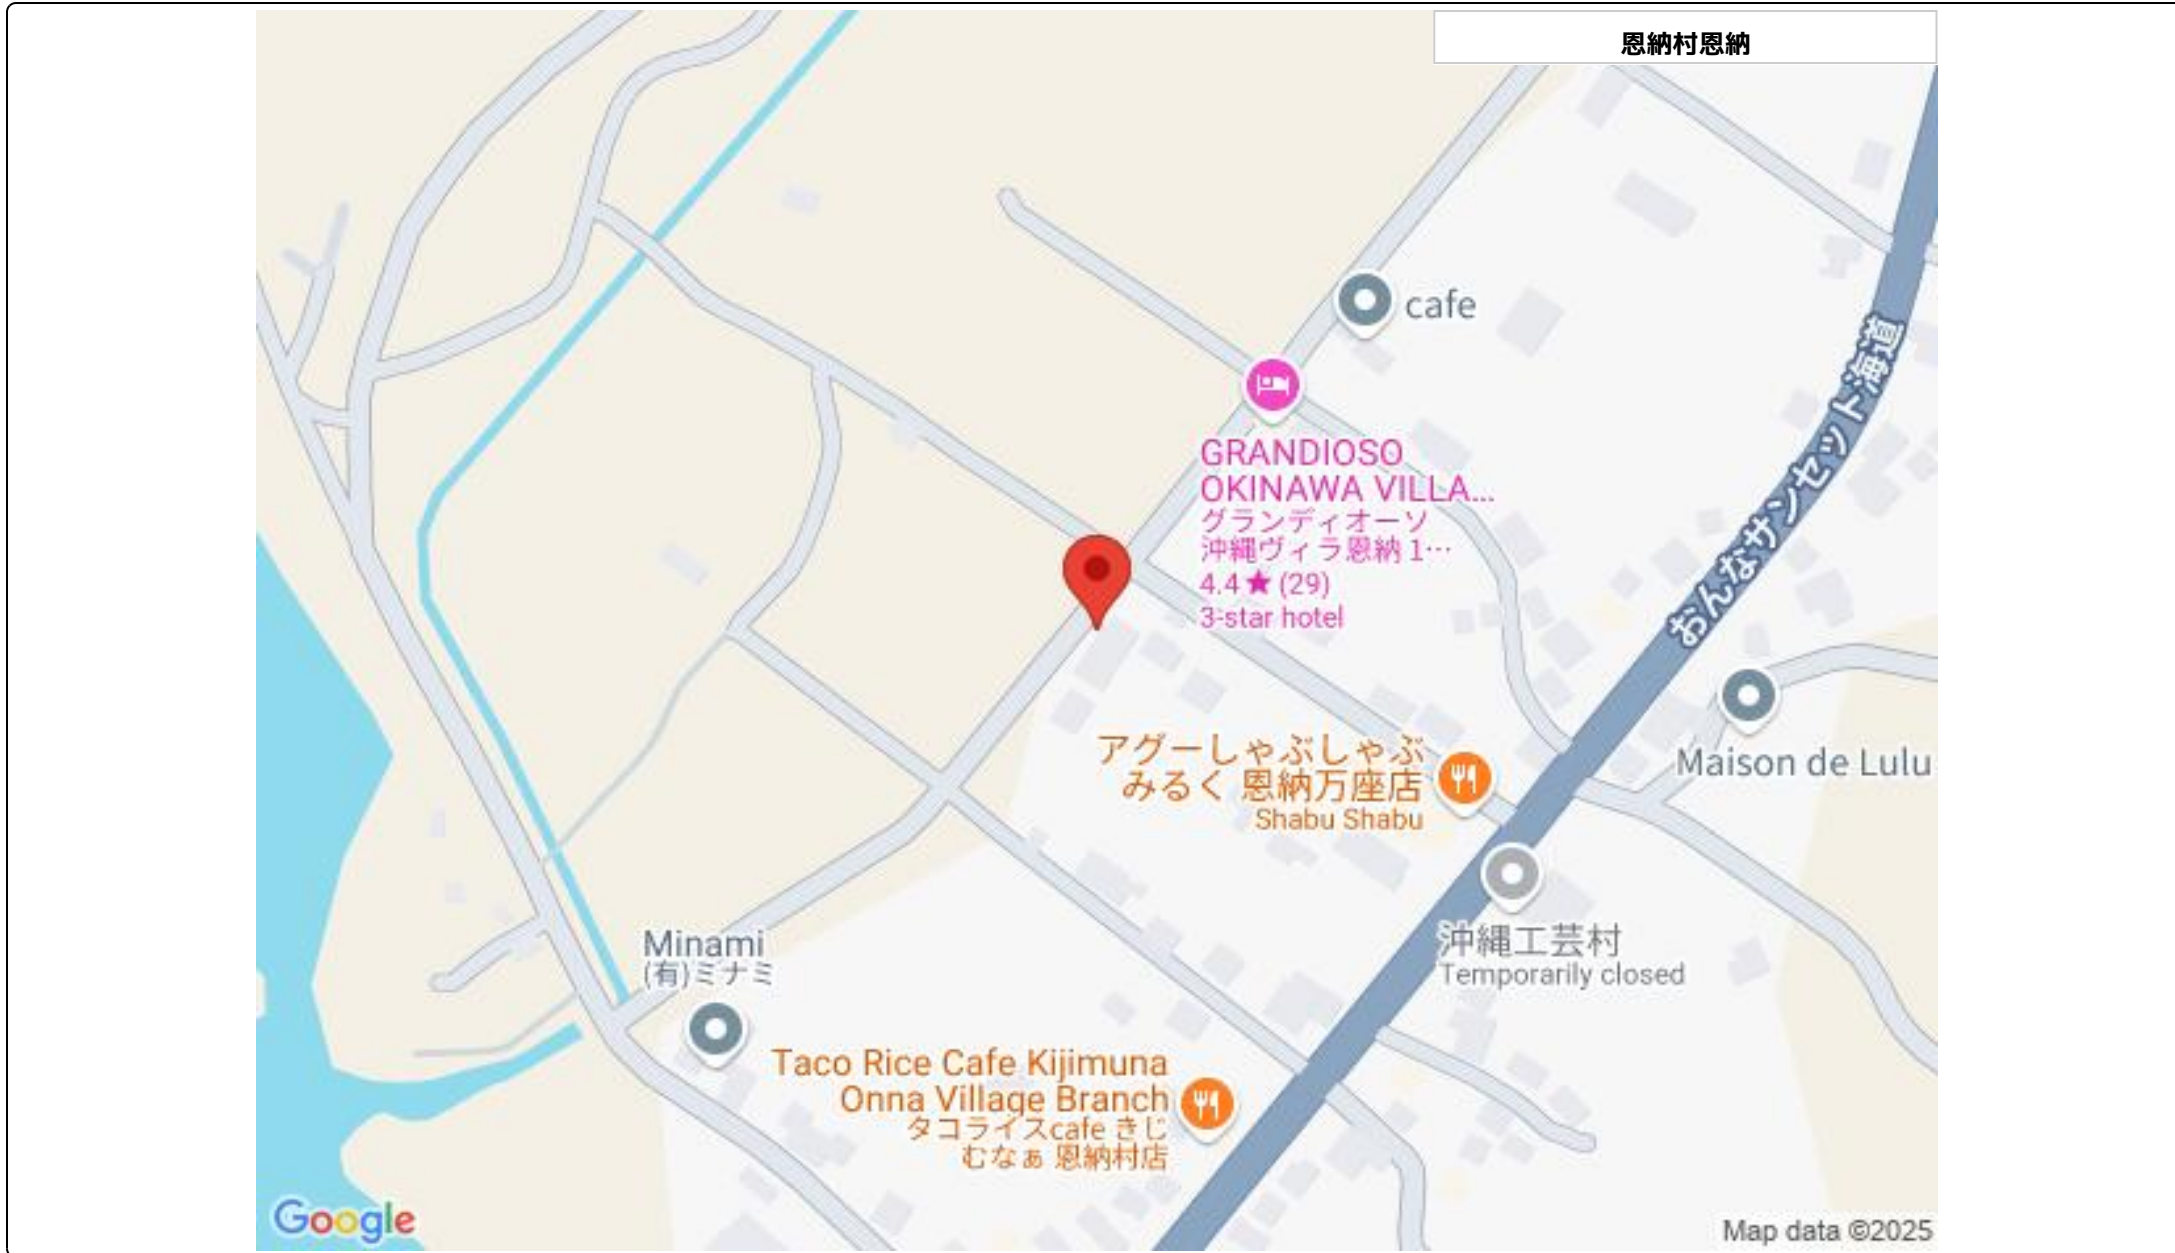 恩納村恩納
cafe
GRANDIOSO
OKINAWA VILLA...
グランディオーソ
沖縄ヴィラ恩納 1…
4.4★ (29)
3-star hotel
おんなサンセット海道
Maison de Lulu
アグーしゃぶしゃぶ
みるく 恩納万座店
Shabu Shabu
沖縄工芸村
Temporarily closed
Minami
(有)ミナミ
Taco Rice Cafe Kijimuna
Onna Village Branch
タコライスcafe きじ
むなぁ 恩納村店
Google
Map data ©2025